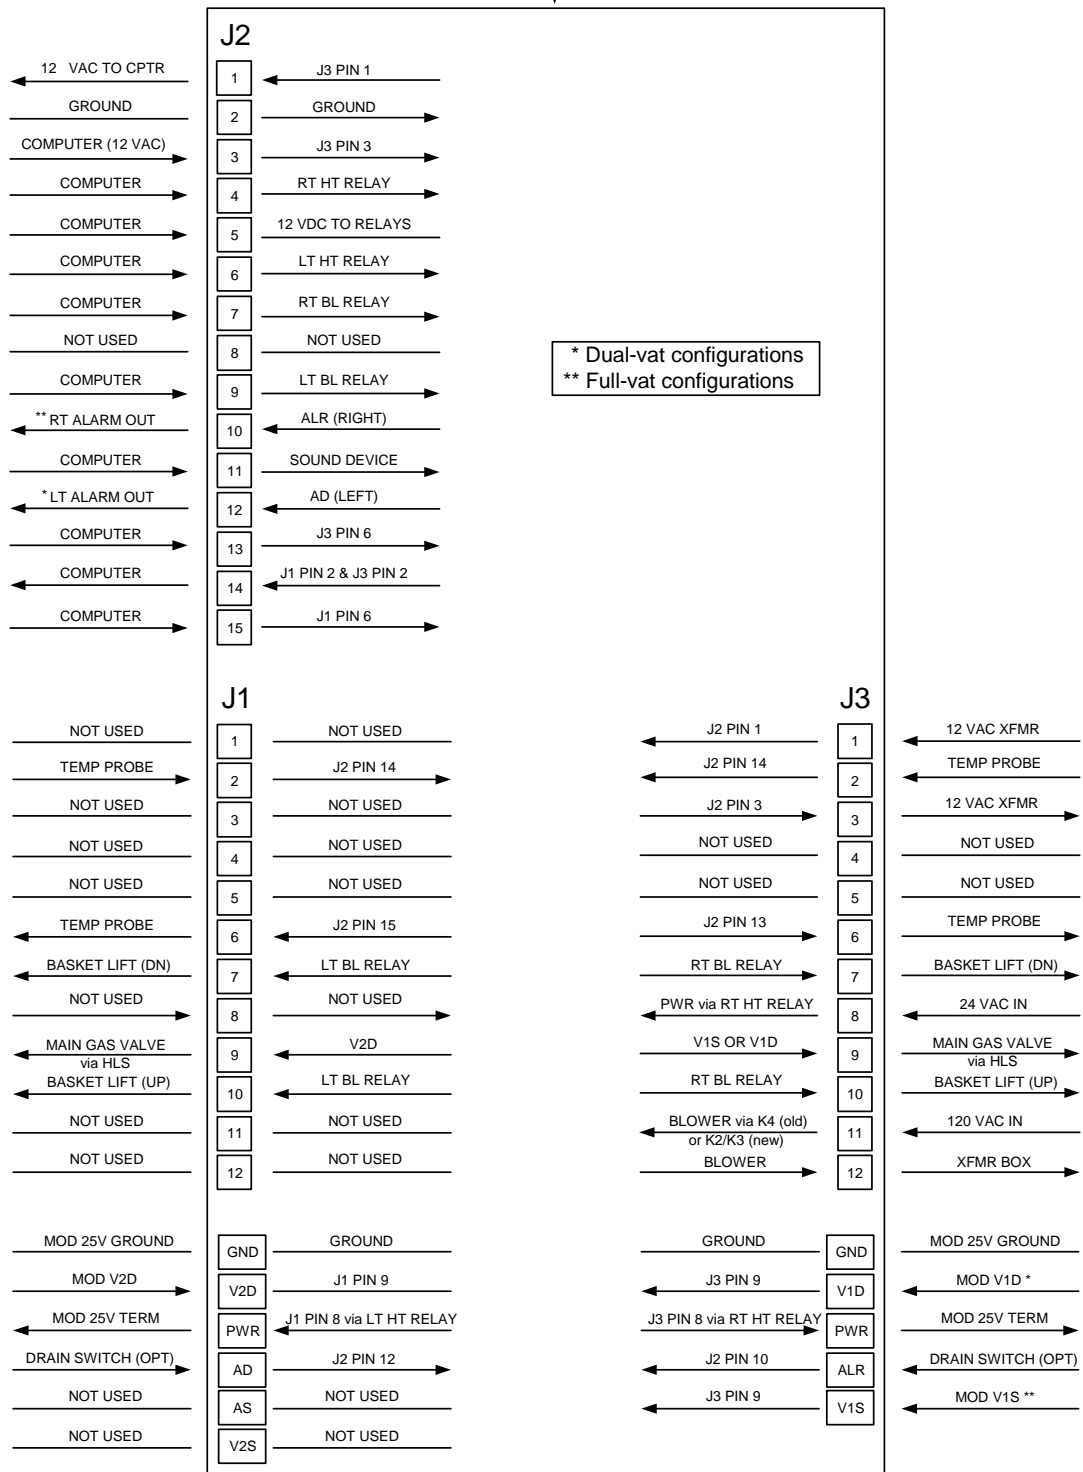 J2
12 VAC TO CPTR 1 J3 PIN 1
GROUND 2 GROUND
COMPUTER (12 VAC) 3 J3 PIN 3
COMPUTER 4 RT HT RELAY
COMPUTER 5 12 VDC TO RELAYS
COMPUTER 6 LT HT RELAY
COMPUTER 7 RT BL RELAY
NOT USED 8 NOT USED
COMPUTER 9 LT BL RELAY
** RT ALARM OUT 10 ALR (RIGHT)
COMPUTER 11 SOUND DEVICE
* LT ALARM OUT 12 AD (LEFT)
COMPUTER 13 J3 PIN 6
COMPUTER 14 J1 PIN 2 & J3 PIN 2
COMPUTER 15 J1 PIN 6
* Dual-vat configurations
** Full-vat configurations
J1
NOT USED 1 NOT USED
TEMP PROBE 2 J2 PIN 14
NOT USED 3 NOT USED
NOT USED 4 NOT USED
NOT USED 5 NOT USED
TEMP PROBE 6 J2 PIN 15
BASKET LIFT (DN) 7 LT BL RELAY
NOT USED 8 NOT USED
MAIN GAS VALVE 9 V2D
via HLS
BASKET LIFT (UP) 10 LT BL RELAY
NOT USED 11 NOT USED
NOT USED 12 NOT USED
MOD 25V GROUND GND GROUND
MOD V2D V2D J1 PIN 9
MOD 25V TERM PWR J1 PIN 8 via LT HT RELAY
DRAIN SWITCH (OPT) AD J2 PIN 12
NOT USED AS NOT USED
NOT USED V2S NOT USED
J3
J2 PIN 1 1 12 VAC XFMR
J2 PIN 14 2 TEMP PROBE
J2 PIN 3 3 12 VAC XFMR
NOT USED 4 NOT USED
NOT USED 5 NOT USED
J2 PIN 13 6 TEMP PROBE
RT BL RELAY 7 BASKET LIFT (DN)
PWR via RT HT RELAY 8 24 VAC IN
V1S OR V1D 9 MAIN GAS VALVE
via HLS
RT BL RELAY 10 BASKET LIFT (UP)
BLOWER via K4 (old) 11 120 VAC IN
or K2/K3 (new)
BLOWER 12 XFMR BOX
GROUND GND MOD 25V GROUND
J3 PIN 9 V1D MOD V1D *
J3 PIN 8 via RT HT RELAY PWR MOD 25V TERM
J2 PIN 10 ALR DRAIN SWITCH (OPT)
J3 PIN 9 V1S MOD V1S **